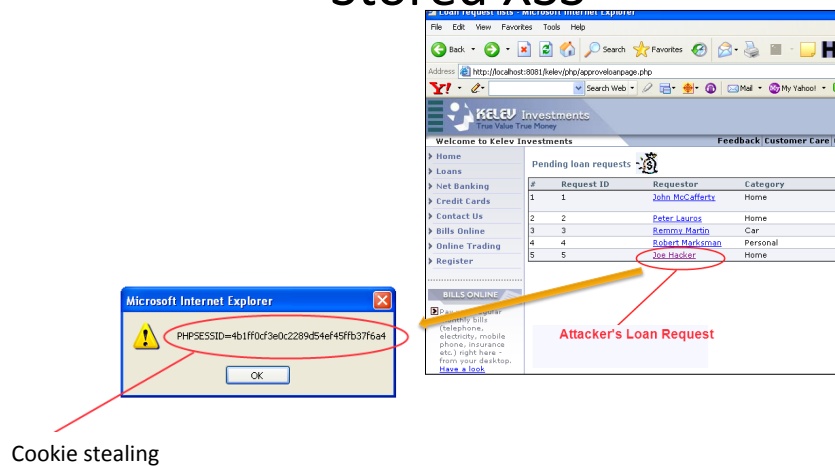 Stored XSS
Loan request lists - Microsoft Internet Explorer
File Edit View Favorites Tools Help
Back Search Favorites
Address http://localhost:8081/kelev/php/approveloanpage.php
Y! Search Web Mail My Yahoo!
KELEV Investments
True Value True Money
Welcome to Kelev Investments Feedback Customer Care
Home
Loans
Net Banking
Credit Cards
Contact Us
Bills Online
Online Trading
Register
Pending loan requests
# Request ID Requestor Category
1 1 John McCafferty Home
2 2 Peter Lauros Home
3 3 Remmy Martin Car
4 4 Robert Marksman Personal
5 5 Joe Hacker Home
Attacker's Loan Request
BILLS ONLINE
monthly bills
(telephone,
electricity, mobile
phone, insurance
etc.) right here -
from your desktop.
Have a look
Microsoft Internet Explorer
PHPSESSID=4b1ff0cf3e0c2289d54ef45ffb37f6a4
OK
Cookie stealing